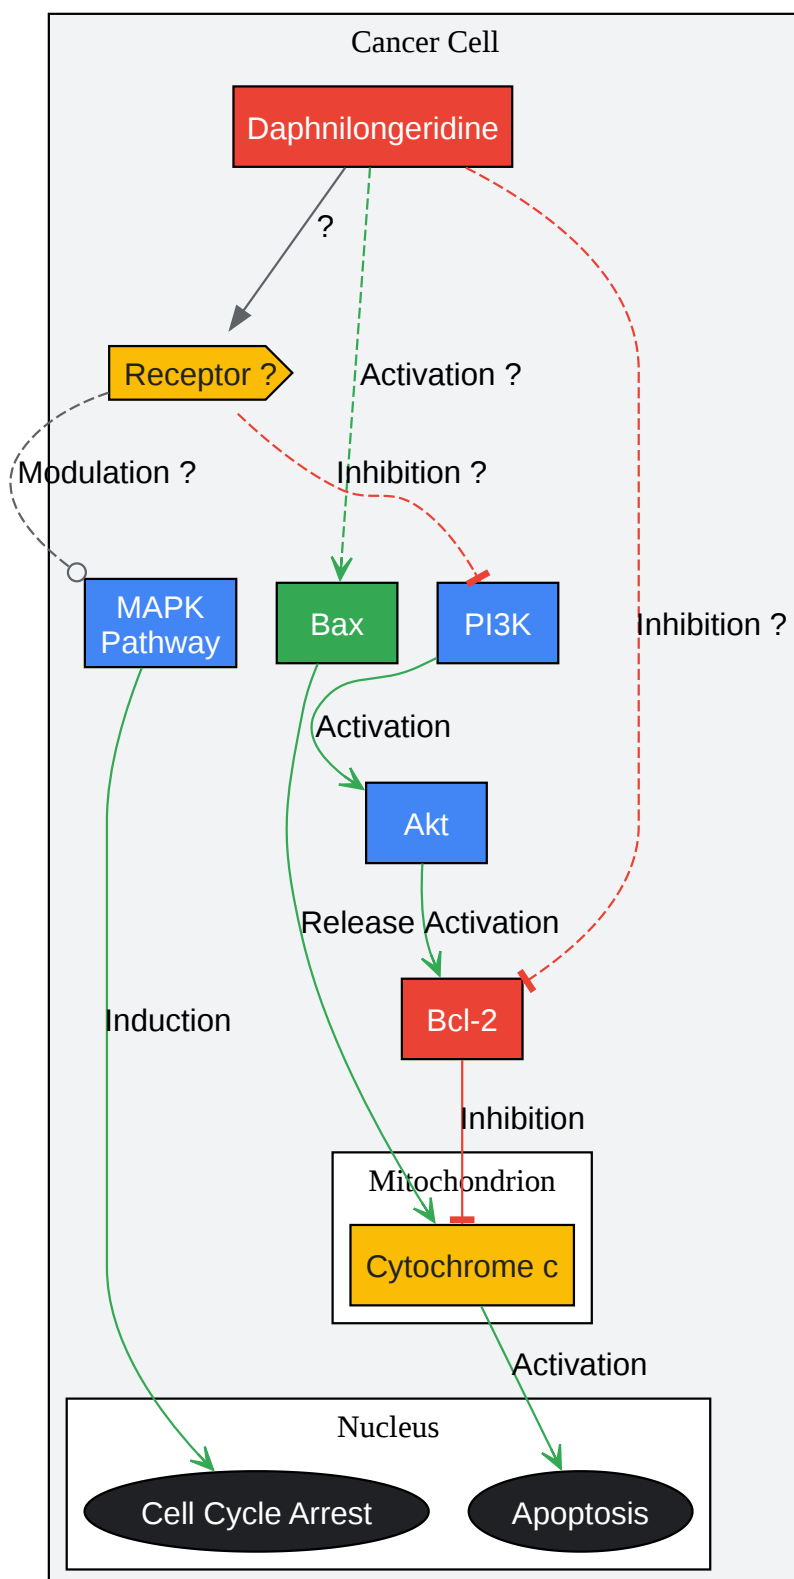 Cancer Cell
Daphnilongeridine
?
Receptor ?
Activation ?
Modulation ?
Inhibition ?
MAPK
Pathway
Bax
PI3K
Inhibition ?
Activation
Akt
Release
Activation
Bcl-2
Induction
Inhibition
Mitochondrion
Cytochrome c
Activation
Nucleus
Cell Cycle Arrest
Apoptosis